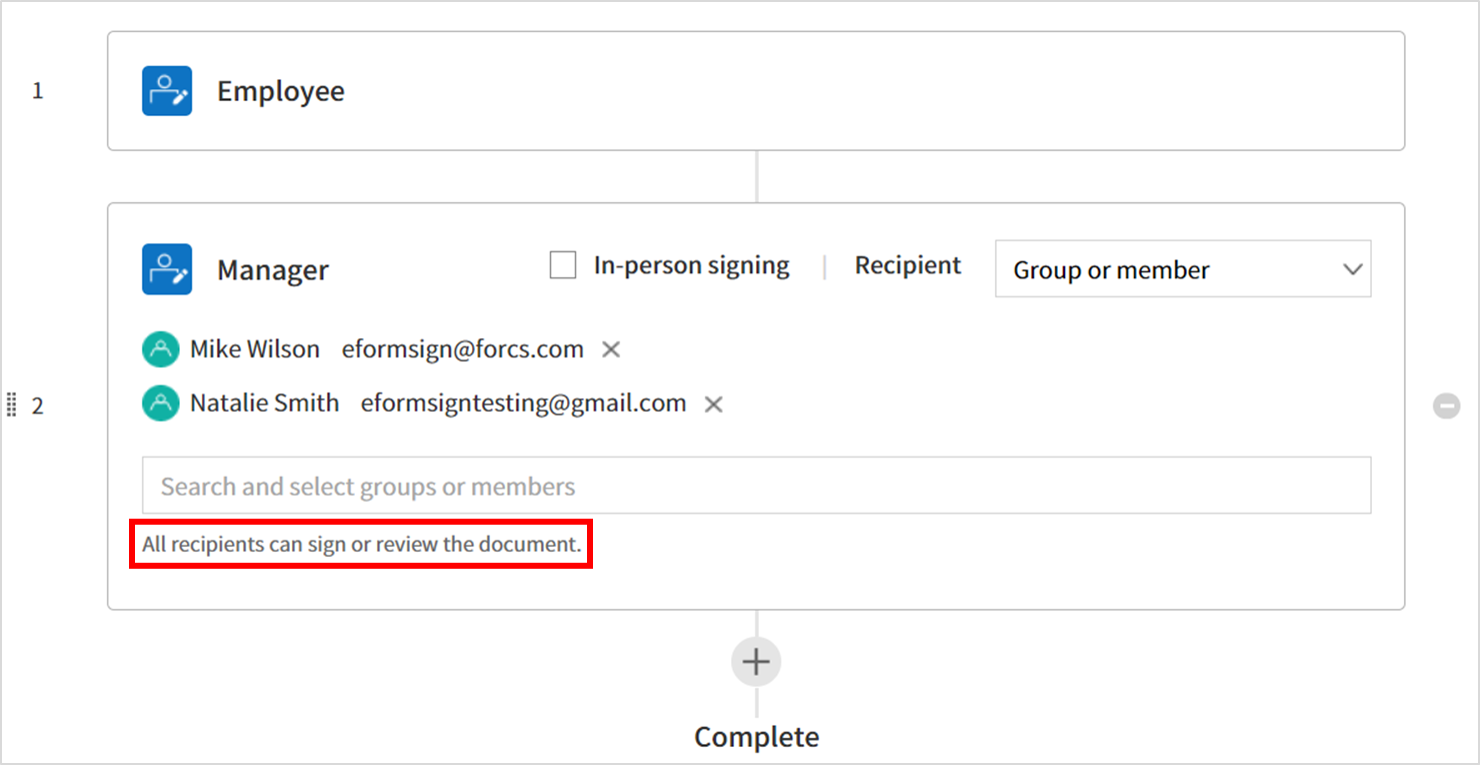 1
Employee
Manager
In-person signing | Recipient
Group or member
Mike Wilson eformsign@forcs.com
Natalie Smith eformsigntesting@gmail.com
2
Search and select groups or members
All recipients can sign or review the document.
Complete